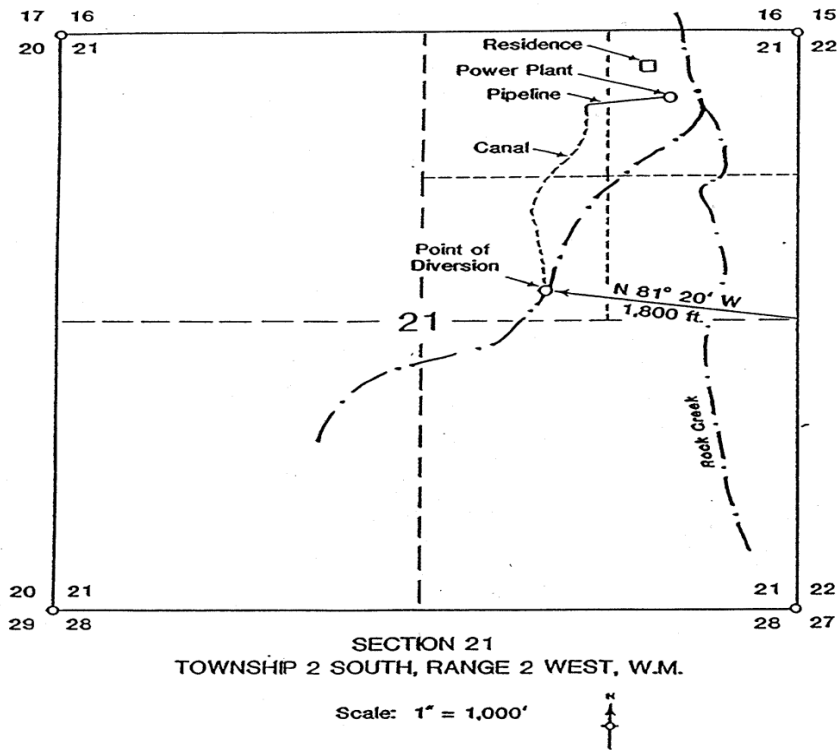 17 16
16 15
20 21
21 22
Residence
Power Plant
Pipeline
Canal
Point of
Diversion
N 81° 20' W
1,800 ft.
21
Rock Creek
20 21
21 22
29 28
28 27
SECTION 21
TOWNSHIP 2 SOUTH, RANGE 2 WEST, W.M.
Scale: 1" = 1,000'
N